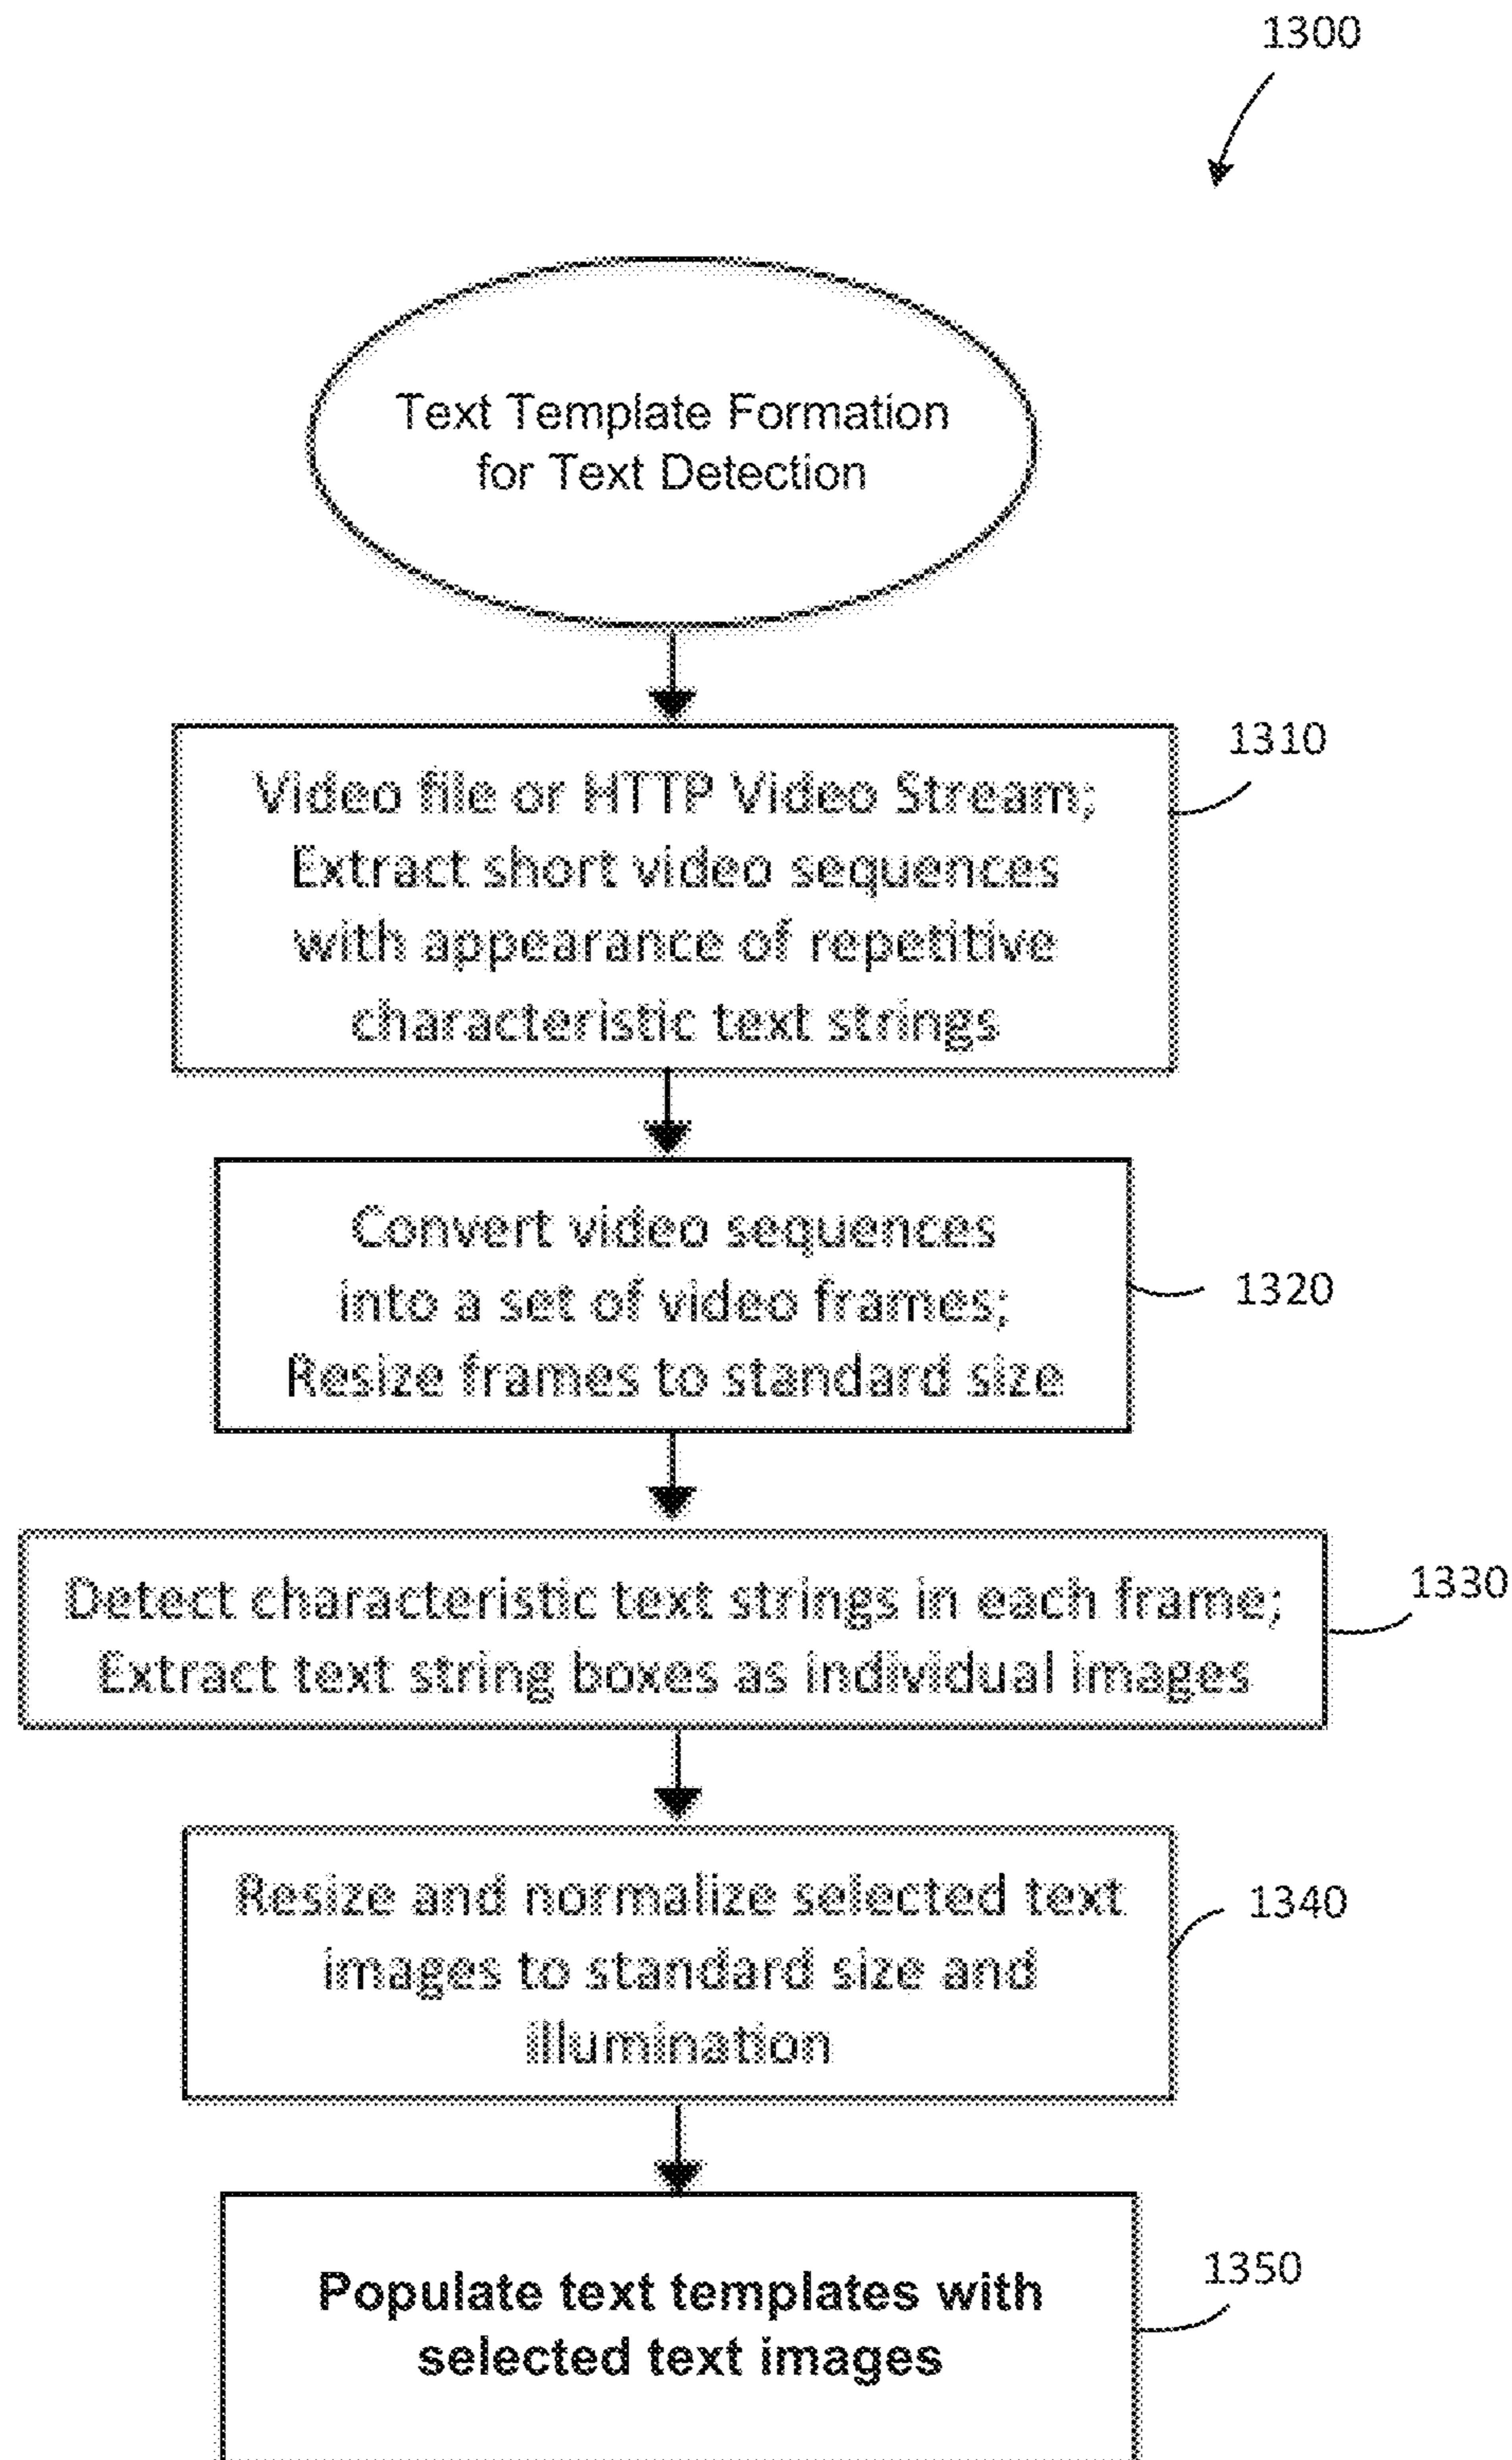 1300
Text Template Formation
for Text Detection
1310
Video file or HTTP Video Stream;
Extract short video sequences
with appearance of repetitive
characteristic text strings
Convert video sequences
into a set of video frames;
1320
Resize frames to standard size
Detect characteristic text strings in each frame;
1330
Extract text string boxes as individual images
Resize and normalize selected text
1340
images to standard size and
illumination
1350
Populate text templates with
selected text images